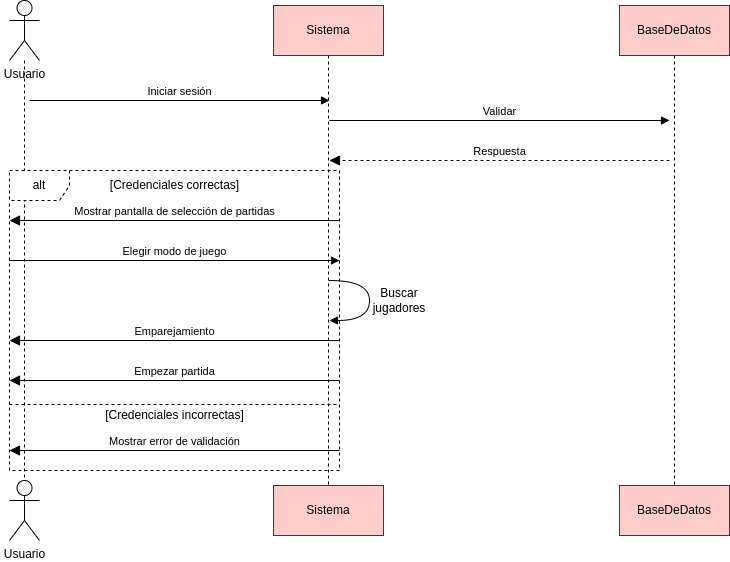 Sistema
BaseDeDatos
Usuario
Iniciar sesión
Validar
Respuesta
alt
[Credenciales correctas]
Mostrar pantalla de selección de partidas
Elegir modo de juego
Buscar
jugadores
Emparejamiento
Empezar partida
[Credenciales incorrectas]
Mostrar error de validación
Sistema
BaseDeDatos
Usuario